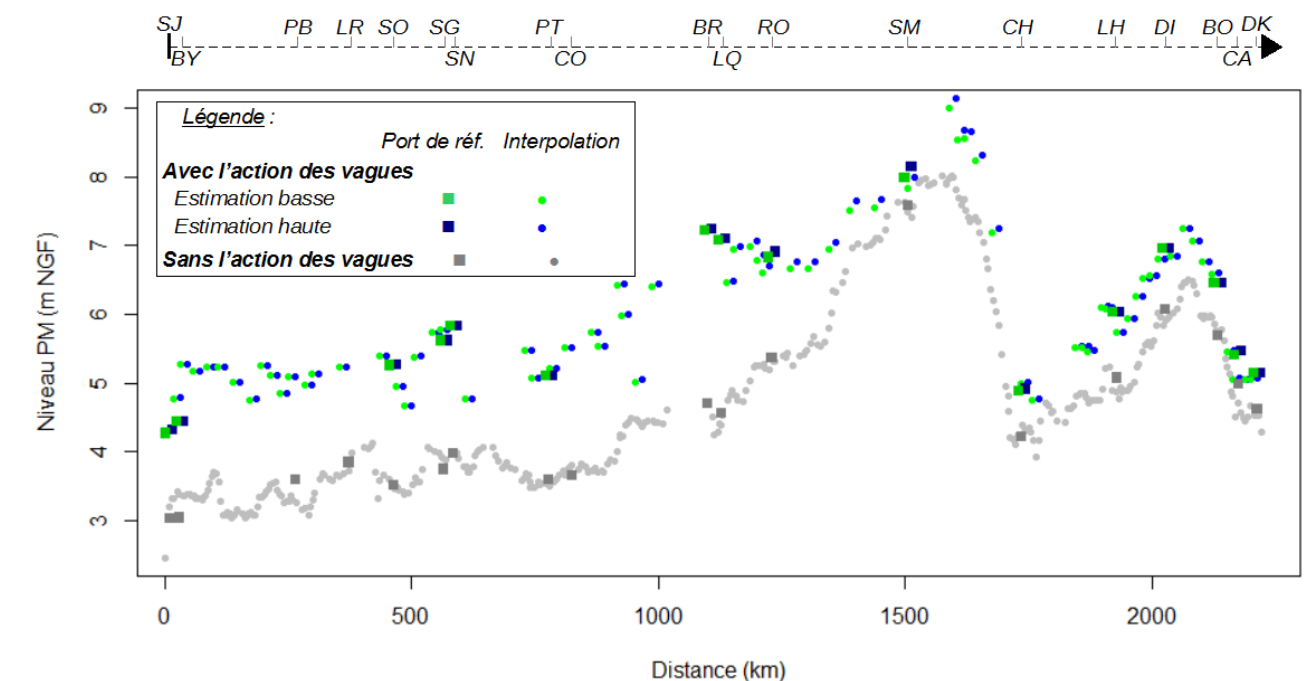 SJ PB LR SO SG PT BR RO SM CH LH DI BO DK
BY SN CO LQ CA
Légende :
Port de réf. Interpolation
Avec l'action des vagues
Estimation basse
Estimation haute
Sans l'action des vagues
Niveau PM (m NGF)
9
8
7
6
5
4
3
0 500 1000 1500 2000
Distance (km)